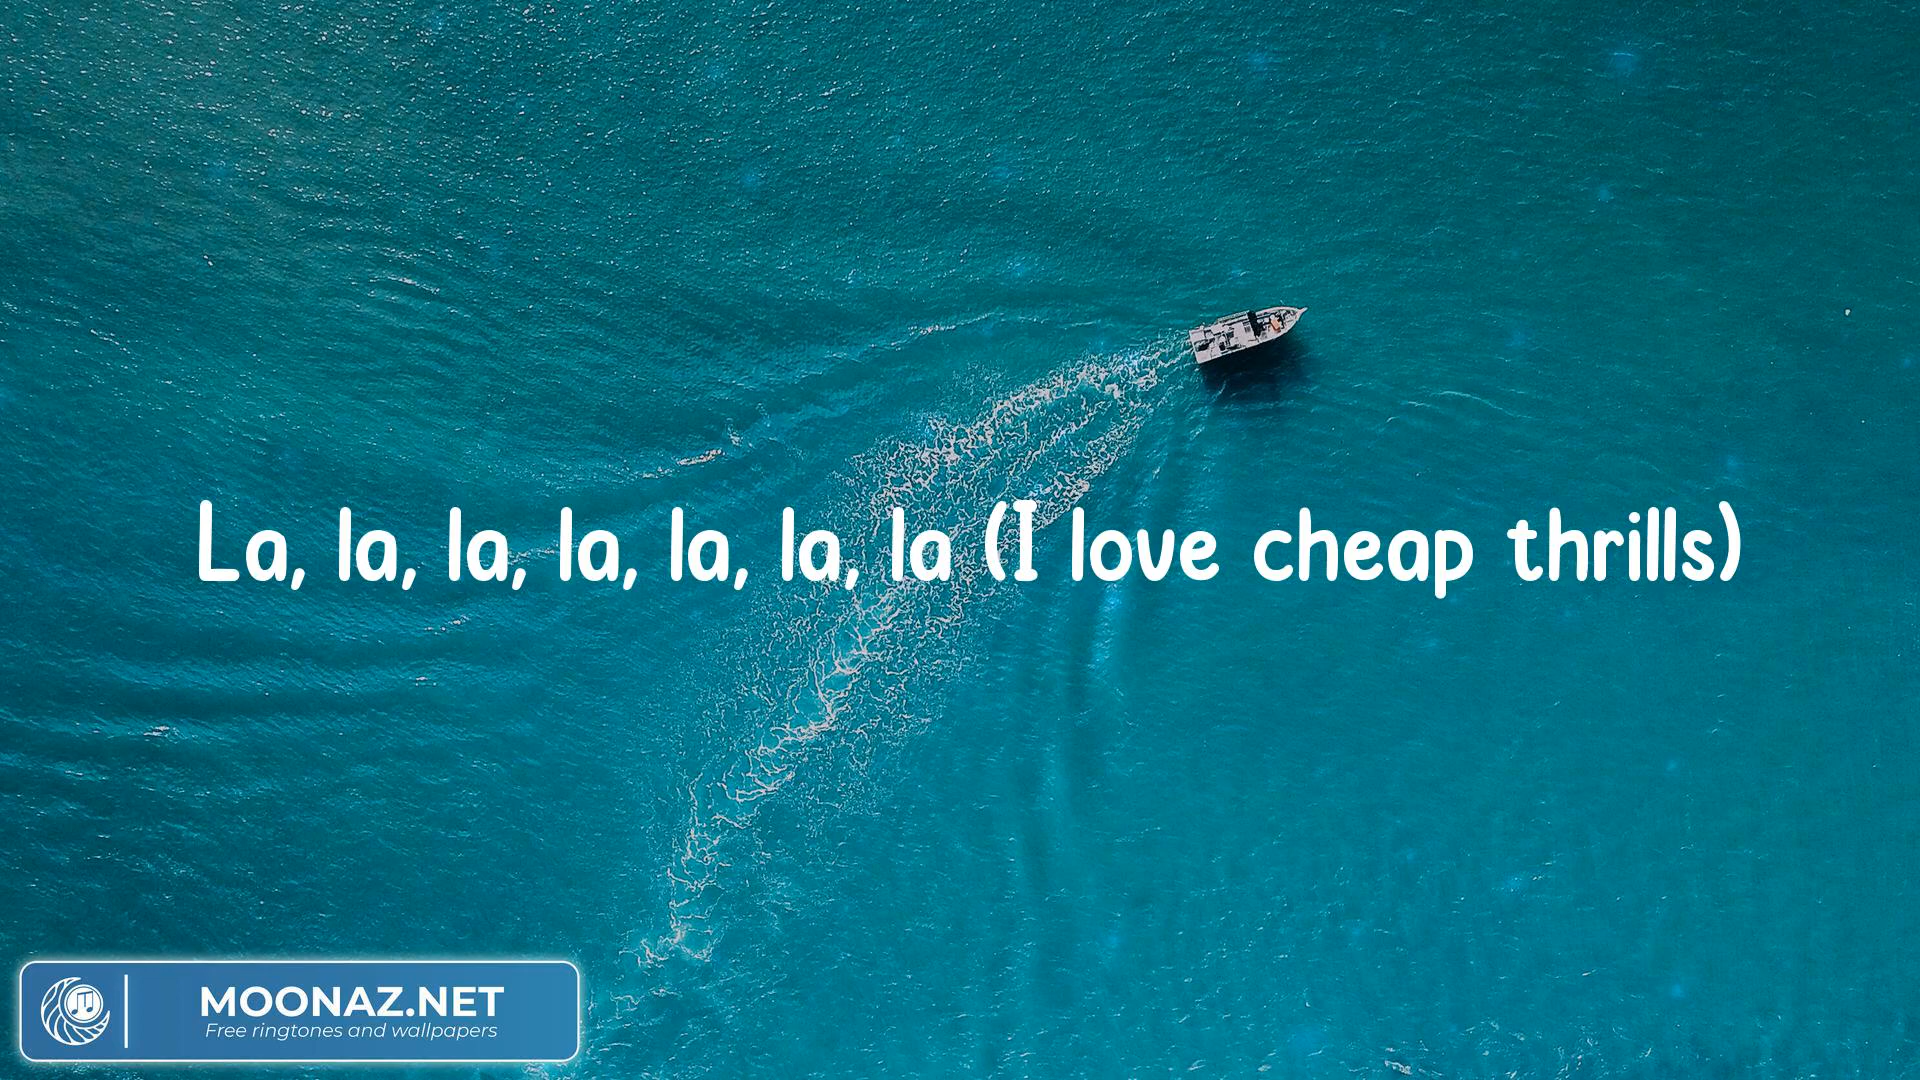 La, la, la, la, la, la, la (I love cheap thrills)
MOONAZ.NET
Free ringtones and wallpapers